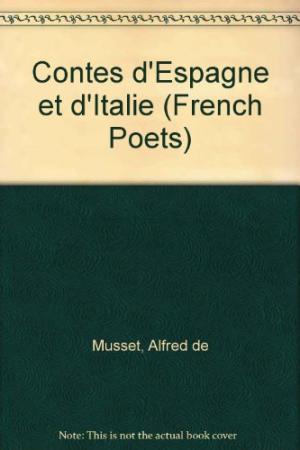 Contes d'Espagne
et d'Italie (French
Poets)
Musset, Alfred de
Note: This is not the actual book cover